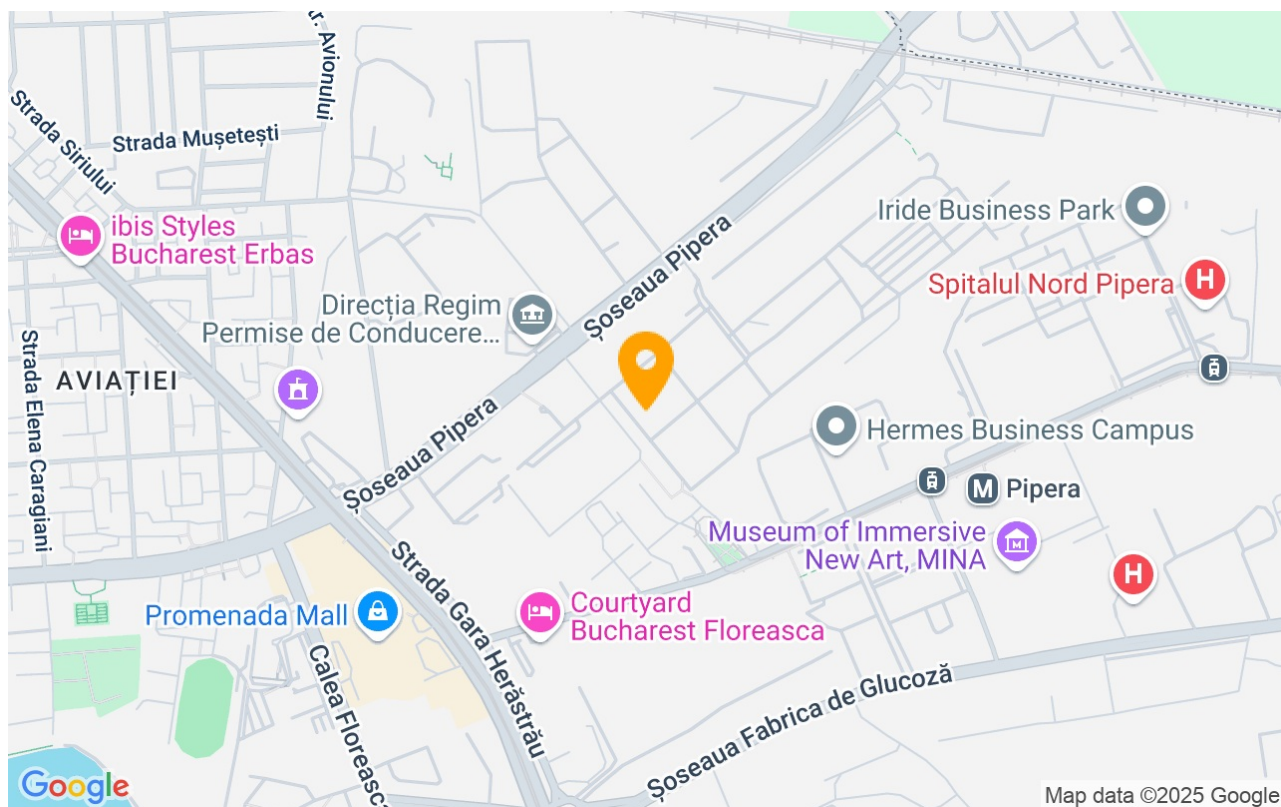 ar. Avionului
Strada Siriului
Strada Mușetești
ibis Styles
Bucharest Erbas
Iride Business Park
Spitalul Nord Pipera
H
Direcția Regim
Permise de Conducere...
Șoseaua Pipera
Strada Elena Caragiani
AVIAȚIEI
Șoseaua Pipera
Hermes Business Campus
M Pipera
Museum of Immersive
New Art, MINA
M
H
Promenada Mall
Strada Gara Herăstrău
Courtyard
Bucharest Floreasca
Calea Floreasca
Șoseaua Fabrica de Glucoză
Google
Map data ©2025 Google